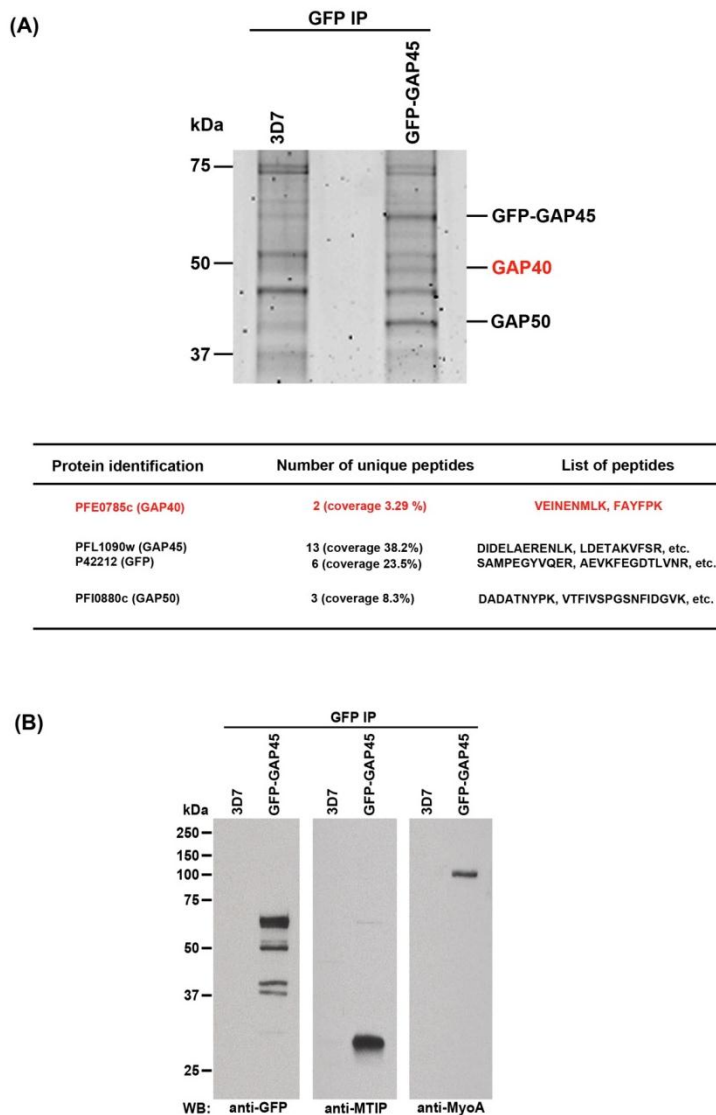 (A)
GFP IP
3D7
GFP-GAP45
kDa
75
50
37
GFP-GAP45
GAP40
GAP50
Protein identification Number of unique peptides List of peptides
PFE0785c (GAP40) 2 (coverage 3.29 %) VEINENMLK, FAYFPK
PFL1090w (GAP45) 13 (coverage 38.2%) DIDELAERENLK, LDETAKVFSR, etc.
P42212 (GFP) 6 (coverage 23.5%) SAMPEGYVQER, AEVKFEGDTLVNR, etc.
PFI0880c (GAP50) 3 (coverage 8.3%) DADATNYPK, VTFIVSPGSNFIDGVK, etc.
(B)
GFP IP
3D7
GFP-GAP45
3D7
GFP-GAP45
3D7
GFP-GAP45
kDa
250
150
100
75
50
37
25
WB: anti-GFP anti-MTIP anti-MyoA